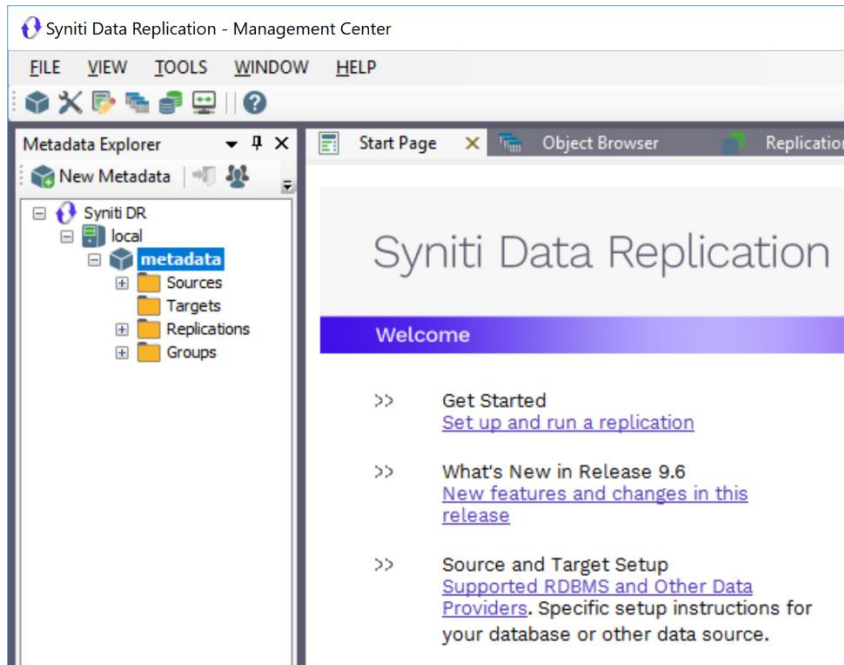 Syniti Data Replication - Management Center
FILE VIEW TOOLS WINDOW HELP
Metadata Explorer
Start Page
Object Browser
Replication
New Metadata
Syniti DR
local
metadata
Sources
Targets
Replications
Groups
Syniti Data Replication
Welcome
>> Get Started
Set up and run a replication
>> What's New in Release 9.6
New features and changes in this
release
>> Source and Target Setup
Supported RDBMS and Other Data
Providers. Specific setup instructions for
your database or other data source.